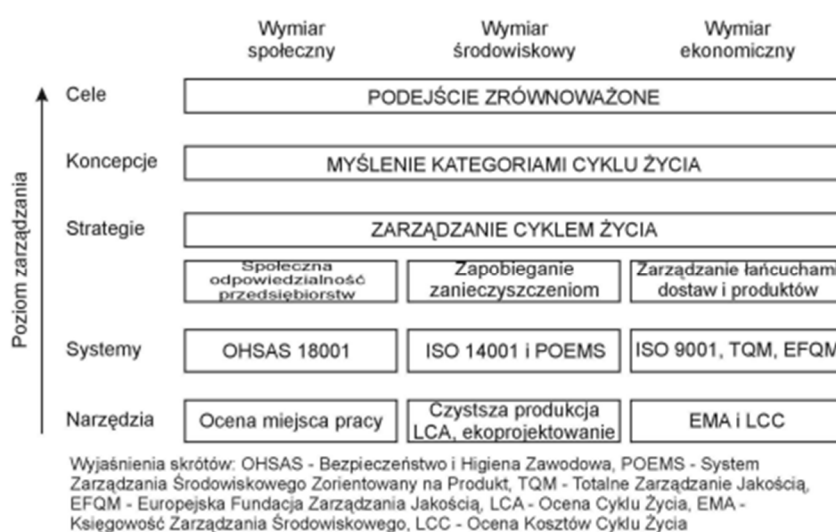 Wymiar społeczny
Wymiar środowiskowy
Wymiar ekonomiczny
Poziom zarządzania
Cele
PODEJŚCIE ZRÓWNOWAŻONE
Koncepcje
MYŚLENIE KATEGORIAMI CYKLU ŻYCIA
Strategie
ZARZĄDZANIE CYKLEM ŻYCIA
Społeczna
odpowiedzialność
przedsiębiorstw
Zapobieganie
zanieczyszczeniom
Zarządzanie łańcuchami
dostaw i produktów
Systemy
OHSAS 18001
ISO 14001 i POEMS
ISO 9001, TQM, EFQM
Narzędzia
Ocena miejsca pracy
Czystsza produkcja
LCA, ekoprojektowanie
EMA i LCC
Wyjaśnienia skrótów: OHSAS - Bezpieczeństwo i Higiena Zawodowa, POEMS - System
Zarządzania Środowiskowego Zorientowany na Produkt, TQM - Totalne Zarządzanie Jakością,
EFQM - Europejska Fundacja Zarządzania Jakością, LCA - Ocena Cyklu Życia, EMA -
Księgowość Zarządzania Środowiskowego, LCC - Ocena Kosztów Cyklu Życia